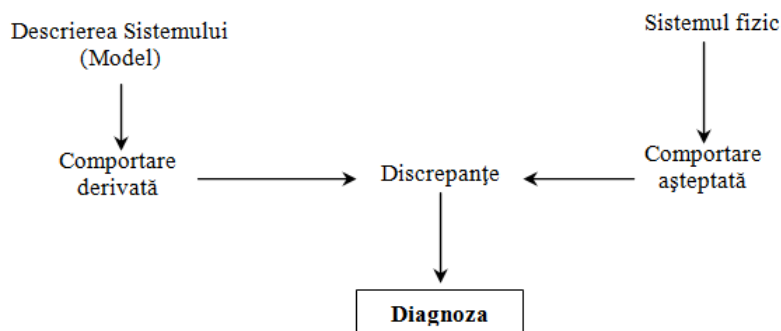 Descrierea Sistemului
(Model)
Sistemul fizic
Comportare
derivată
Discrepanţe
Comportare
aşteptată
Diagnoza